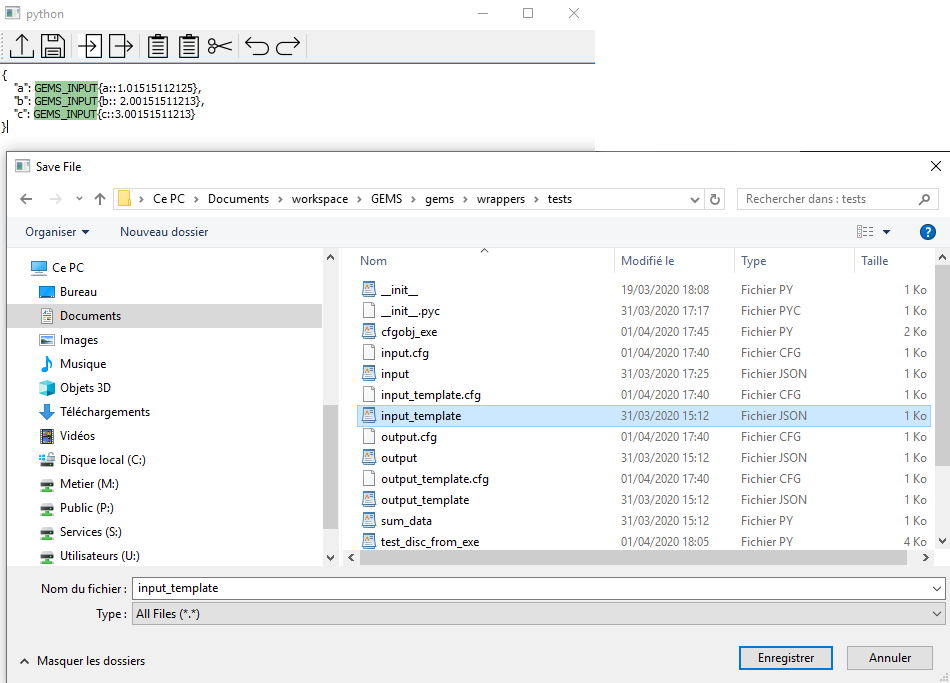 python
{
"a": GEMS_INPUT{a::1.01515112125},
"b": GEMS_INPUT{b:: 2.00151511213},
"c": GEMS_INPUT{c::3.00151511213}
}
Save File
Ce PC > Documents > workspace > GEMS > gems > wrappers > tests
Rechercher dans : tests
Organiser
Nouveau dossier
?
Ce PC
Bureau
Documents
Images
Musique
Objets 3D
Téléchargements
Vidéos
Disque local (C:)
Metier (M:)
Public (P:)
Services (S:)
Utilisateurs (U:)
Nom Modifié le Type Taille
__init__ 19/03/2020 18:08 Fichier PY 1 Ko
__init__.pyc 31/03/2020 17:17 Fichier PYC 1 Ko
cfgobj_exe 01/04/2020 17:45 Fichier PY 2 Ko
input.cfg 01/04/2020 17:40 Fichier CFG 1 Ko
input 31/03/2020 17:25 Fichier JSON 1 Ko
input_template.cfg 01/04/2020 17:40 Fichier CFG 1 Ko
input_template 31/03/2020 15:12 Fichier JSON 1 Ko
output.cfg 01/04/2020 17:40 Fichier CFG 1 Ko
output 31/03/2020 15:12 Fichier JSON 1 Ko
output_template.cfg 01/04/2020 17:40 Fichier CFG 1 Ko
output_template 31/03/2020 15:12 Fichier JSON 1 Ko
sum_data 31/03/2020 15:12 Fichier PY 1 Ko
test_disc_from_exe 01/04/2020 18:05 Fichier PY 4 Ko
Nom du fichier : input_template
Type : All Files (*.*)
Masquer les dossiers
Enregistrer
Annuler